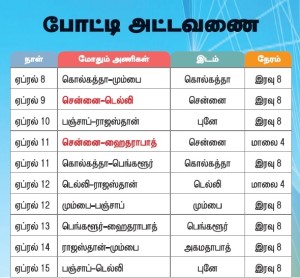 போட்டி அட்டவணை
நாள் மோதும் அணிகள் இடம் நேரம்
ஏப்ரல் 8 கொல்கத்தா-மும்பை கொல்கத்தா இரவு 8
ஏப்ரல் 9 சென்னை-டெல்லி சென்னை இரவு 8
ஏப்ரல் 10 பஞ்சாப்-ராஜஸ்தான் புனே இரவு 8
ஏப்ரல் 11 சென்னை-ஹைதராபாத் சென்னை மாலை 4
ஏப்ரல் 11 கொல்கத்தா-பெங்களூர் கொல்கத்தா இரவு 8
ஏப்ரல் 12 டெல்லி-ராஜஸ்தான் டெல்லி மாலை 4
ஏப்ரல் 12 மும்பை-பஞ்சாப் மும்பை இரவு 8
ஏப்ரல் 13 பெங்களூர்-ஹைதராபாத் பெங்களூர் இரவு 8
ஏப்ரல் 14 ராஜஸ்தான்-மும்பை அகமதாபாத் இரவு 8
ஏப்ரல் 15 பெங்களூர்-சென்னை பெங்களூர் இரவு 8